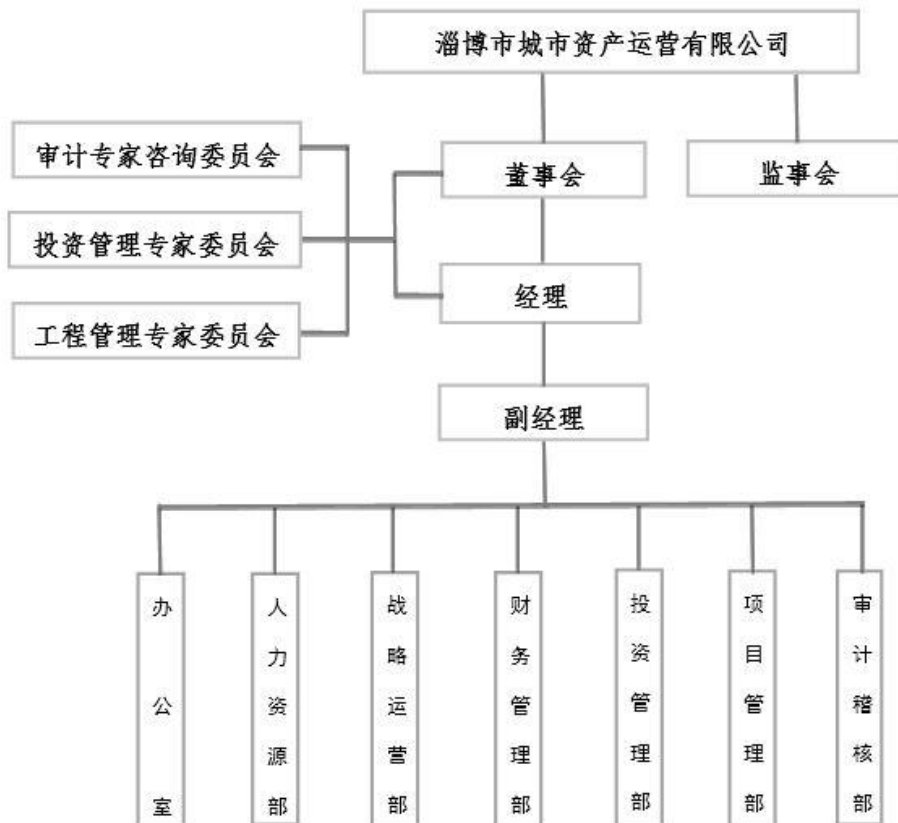 淄博市城市资产运营有限公司
审计专家咨询委员会
董事会
监事会
投资管理专家委员会
经理
工程管理专家委员会
副经理
办公室
人力资源部
战略运营部
财务管理部
投资管理部
项目管理部
审计稽核部